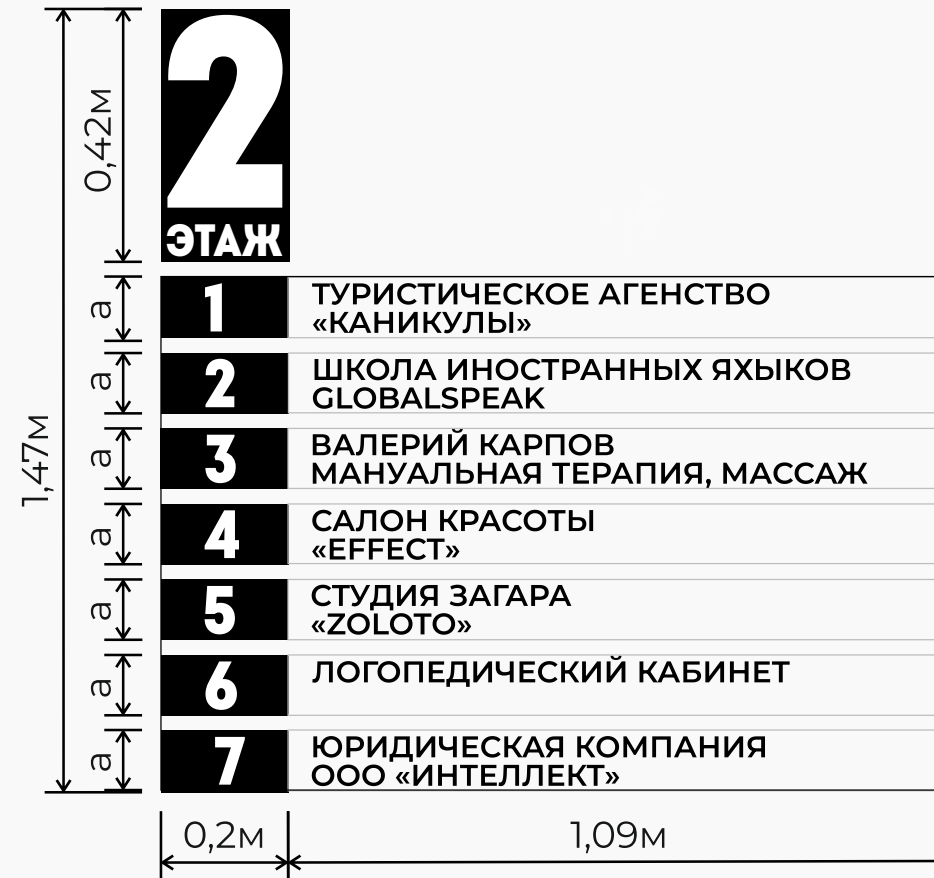 2
ЭТАЖ
0,42м
1,47м
a
1
ТУРИСТИЧЕСКОЕ АГЕНСТВО
«КАНИКУЛЫ»
a
2
ШКОЛА ИНОСТРАННЫХ ЯХЫКОВ
GLOBALSPEAK
a
3
ВАЛЕРИЙ КАРПОВ
МАНУАЛЬНАЯ ТЕРАПИЯ, МАССАЖ
a
4
САЛОН КРАСОТЫ
«EFFECT»
a
5
СТУДИЯ ЗАГАРА
«ZOLOTO»
a
6
ЛОГОПЕДИЧЕСКИЙ КАБИНЕТ
a
7
ЮРИДИЧЕСКАЯ КОМПАНИЯ
ООО «ИНТЕЛЛЕКТ»
0,2м
1,09м